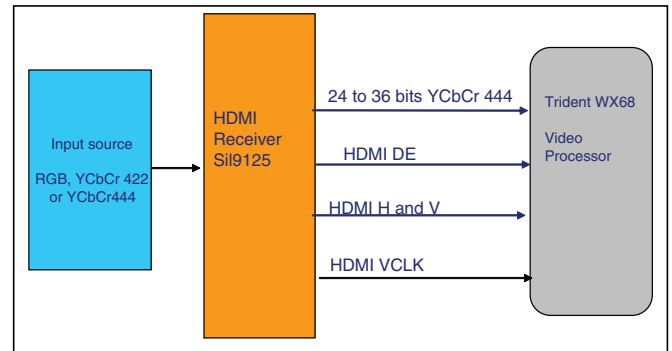 Input source
RGB, YCbCr 422
or YCbCr444
HDMI
Receiver
Sil9125
24 to 36 bits YCbCr 444
HDMI DE
HDMI H and V
HDMI VCLK
Trident WX68
Video
Processor